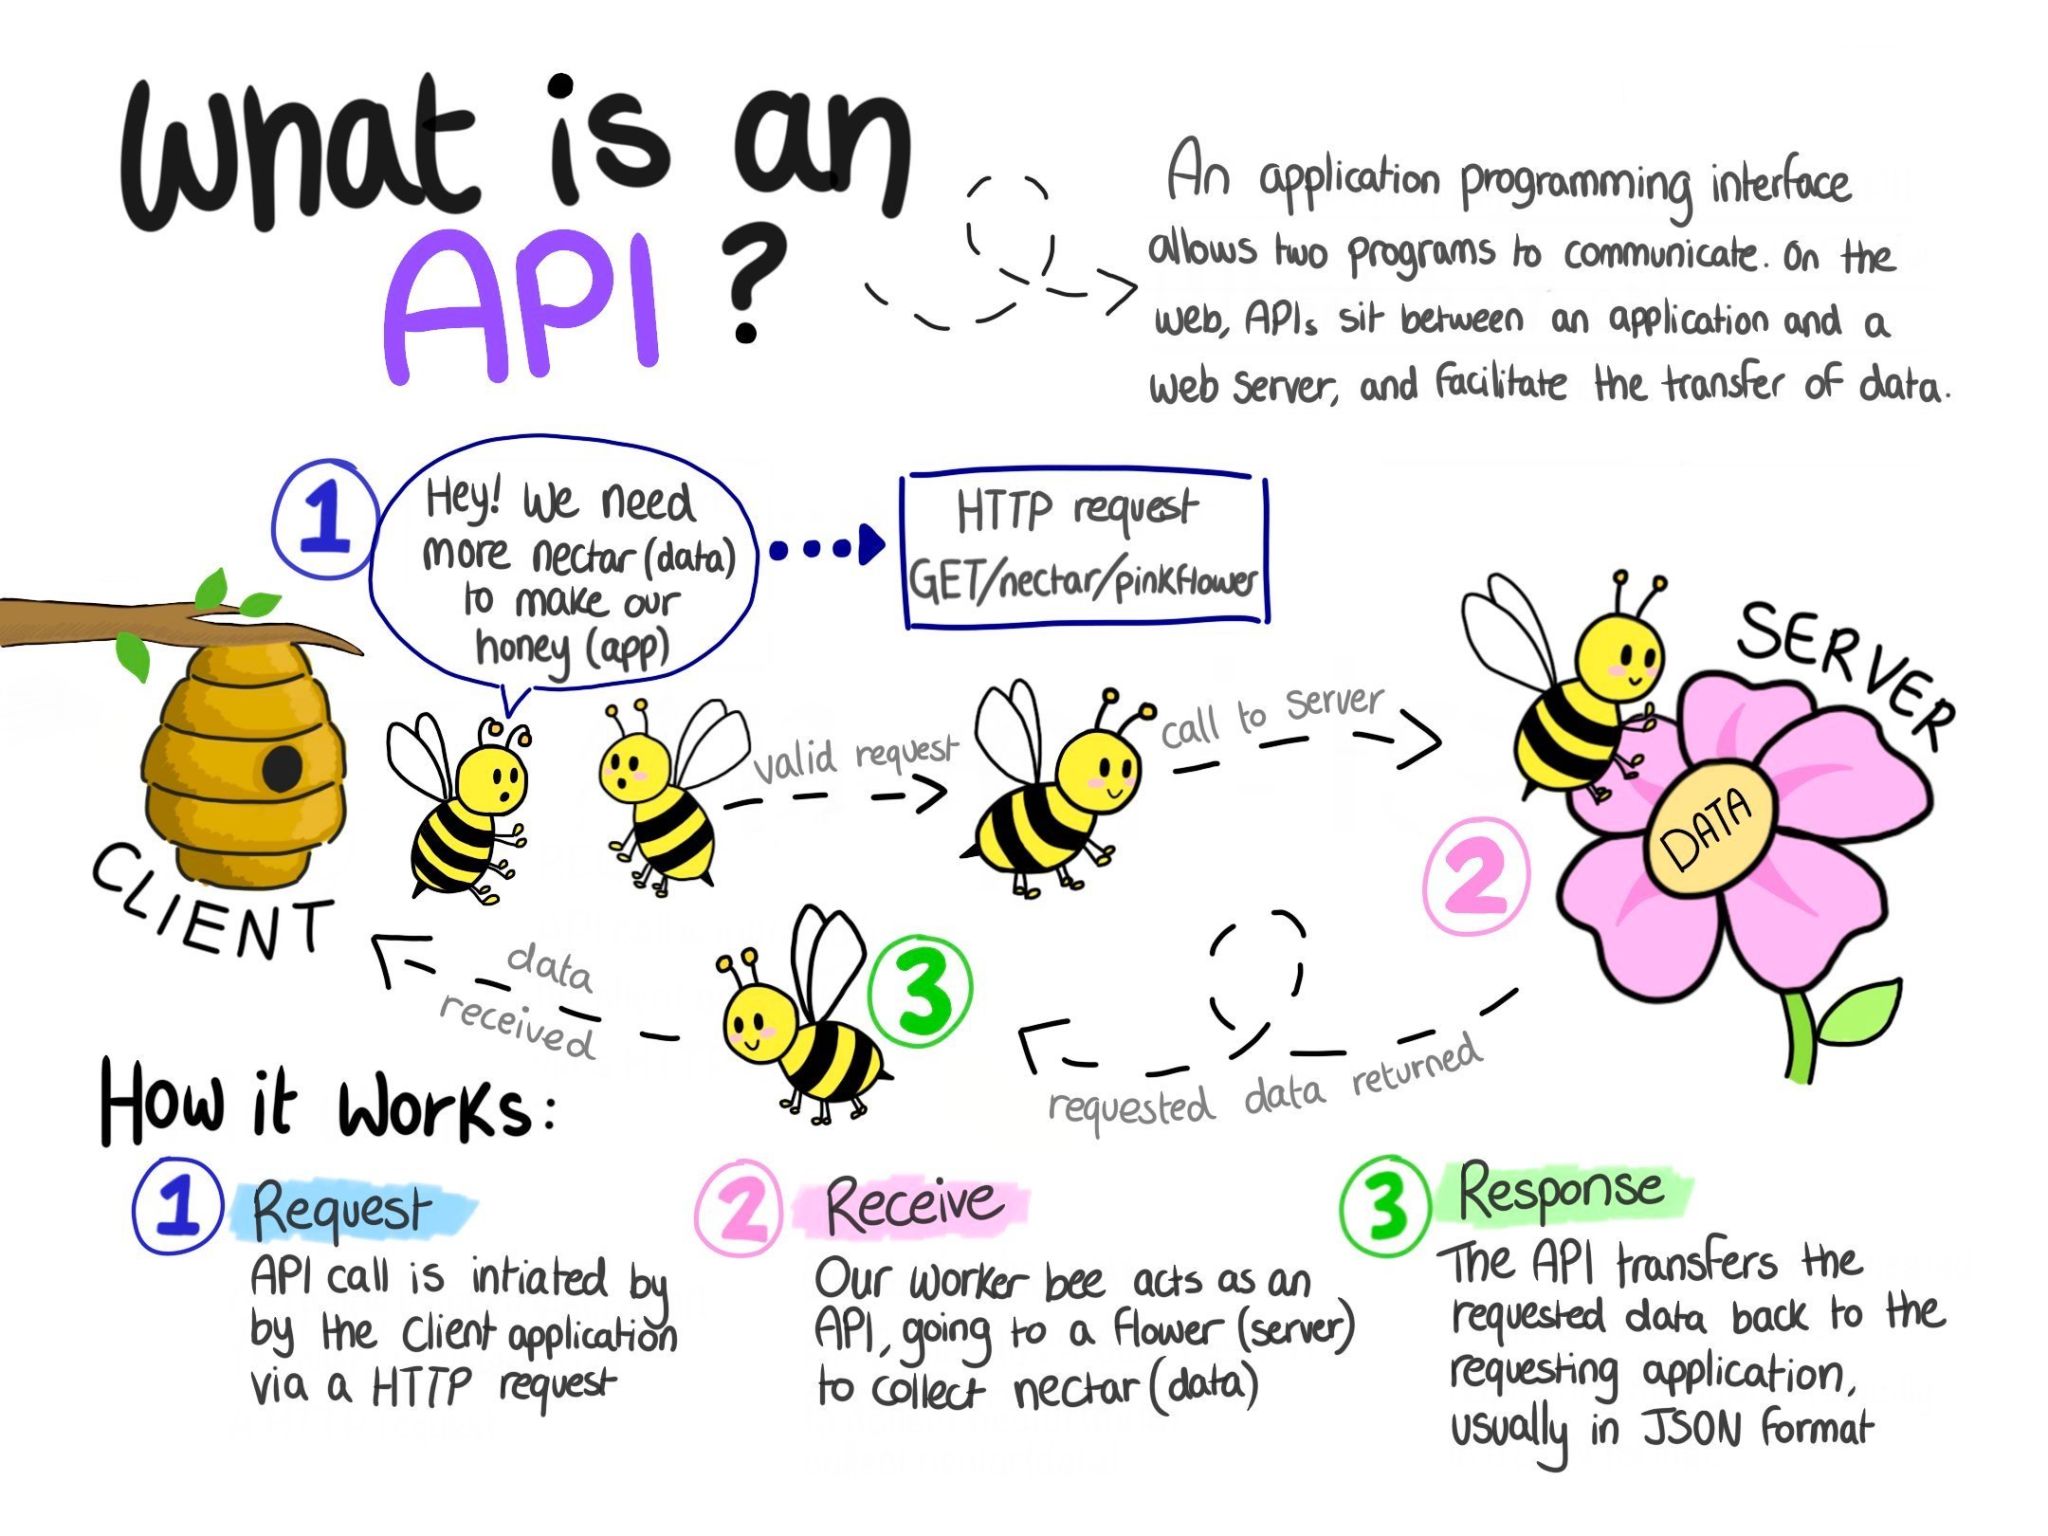 What is an
API ?
An application programming interface
allows two programs to communicate. On the
web, APIs sit between an application and a
web server, and facilitate the transfer of data.
1
Hey! We need
more nectar (data)
to make our
honey (app)
HTTP request
GET/nectar/pinkflower
CLIENT
valid request
call to server
SERVER
DATA
2
3
data
received
requested data returned
How it Works:
1 Request
API call is intiated by
by the Client application
via a HTTP request
2 Receive
Our worker bee acts as an
API, going to a flower (server)
to collect nectar (data)
3 Response
The API transfers the
requested data back to the
requesting application,
usually in JSON format